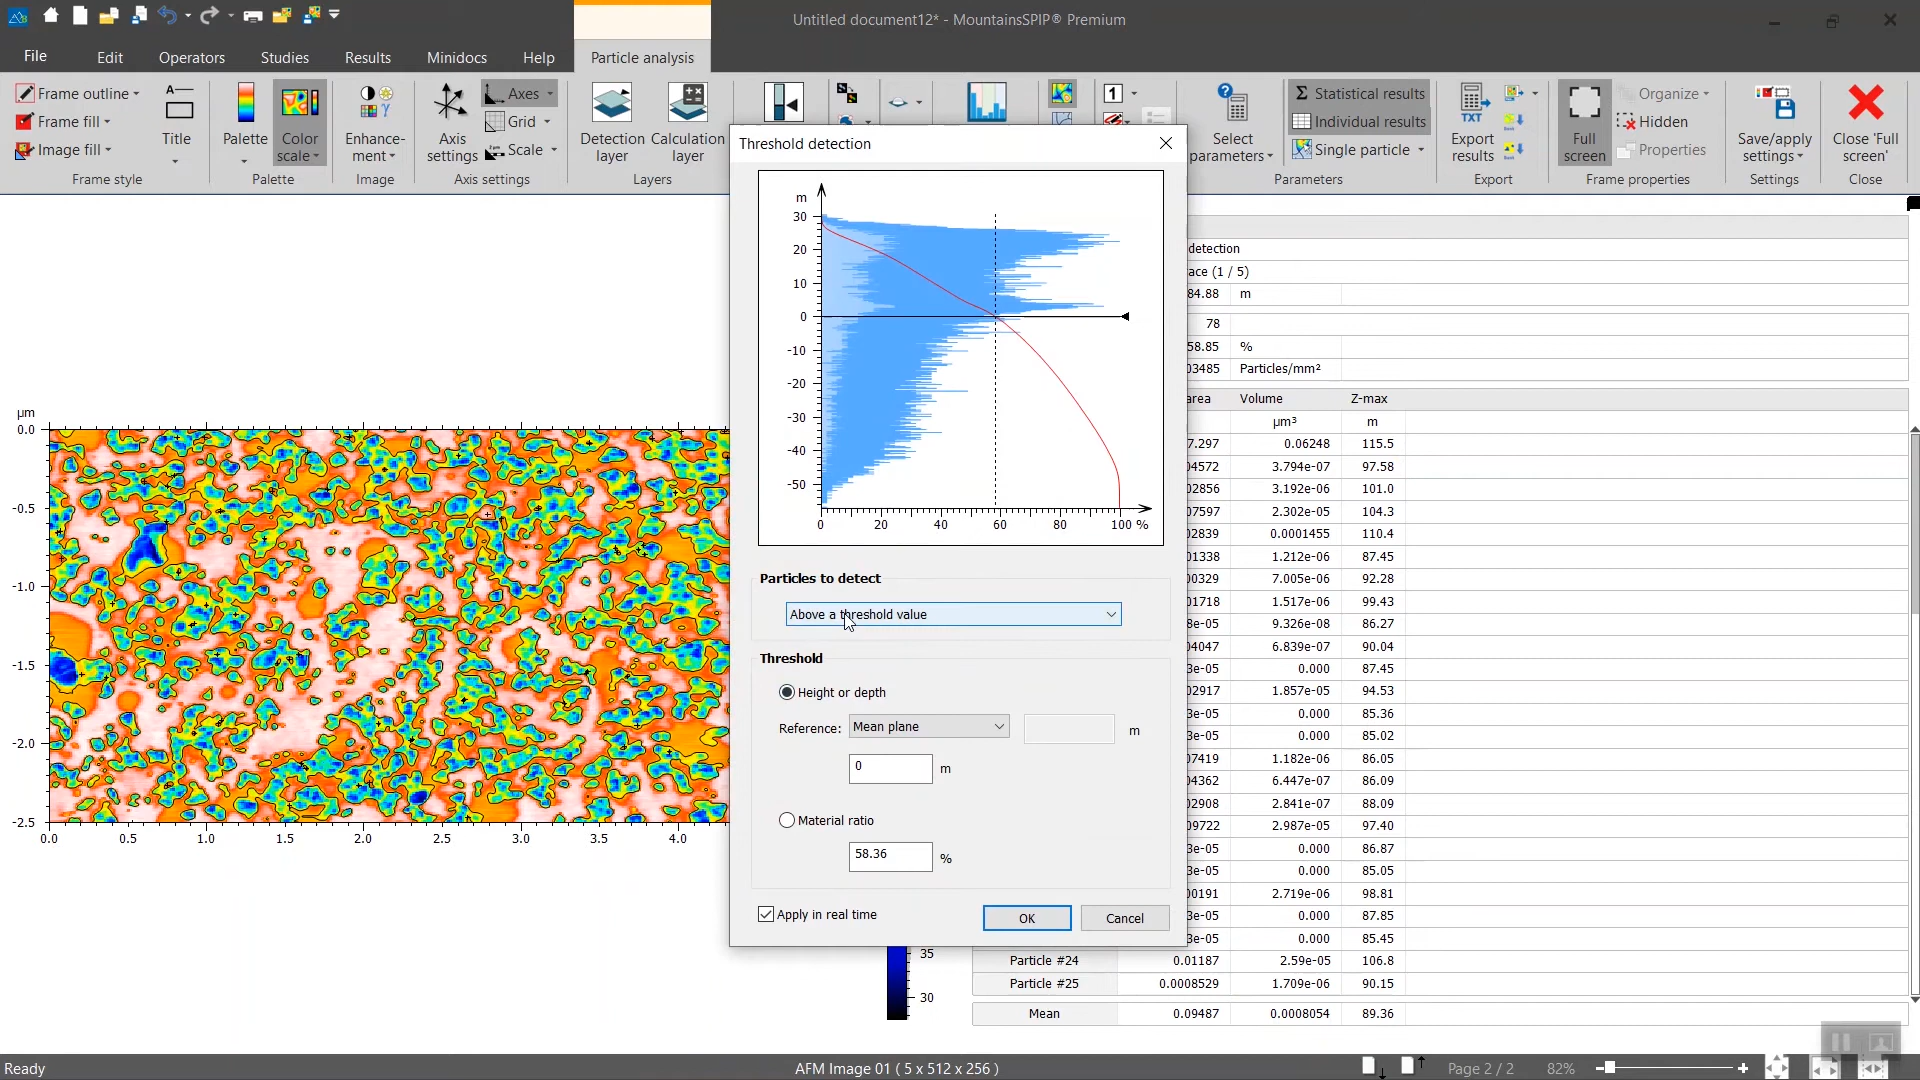 Untitled document12* - MountainsSPIP® Premium
File Edit Operators Studies Results Minidocs Help Particle analysis
Frame outline
Frame fill
Image fill
Frame style
Title
Palette
Color scale
Palette
Enhance-ment
Image
Axis settings
Axes
Grid
Scale
Axis settings
Detection layer
Calculation layer
Layers
1
Select parameters
Σ Statistical results
Individual results
Single particle
Parameters
TXT
Export results
Export
Full screen
Organize
Hidden
Properties
Frame properties
Save/apply settings
Settings
Close 'Full screen'
Close
Threshold detection
m
30
20
10
0
-10
-20
-30
-40
-50
0 20 40 60 80 100 %
Particles to detect
Above a threshold value
Threshold
Height or depth
Reference: Mean plane m
0 m
Material ratio
58.36 %
Apply in real time
OK Cancel
µm
0.0
-0.5
-1.0
-1.5
-2.0
-2.5
0.0 0.5 1.0 1.5 2.0 2.5 3.0 3.5 4.0
35
30
detection
ace (1 / 5)
84.88 m
78
58.85 %
03485 Particles/mm²
area Volume Z-max
µm³ m
7.297 0.06248 115.5
04572 3.794e-07 97.58
02856 3.192e-06 101.0
07597 2.302e-05 104.3
02839 0.0001455 110.4
01338 1.212e-06 87.45
00329 7.005e-06 92.28
01718 1.517e-06 99.43
8e-05 9.326e-08 86.27
04047 6.839e-07 90.04
3e-05 0.000 87.45
02917 1.857e-05 94.53
3e-05 0.000 85.36
3e-05 0.000 85.02
07419 1.182e-06 86.05
04362 6.447e-07 86.09
02908 2.841e-07 88.09
09722 2.987e-05 97.40
3e-05 0.000 86.87
3e-05 0.000 85.05
00191 2.719e-06 98.81
3e-05 0.000 87.85
3e-05 0.000 85.45
Particle #24 0.01187 2.59e-05 106.8
Particle #25 0.0008529 1.709e-06 90.15
Mean 0.09487 0.0008054 89.36
Ready AFM Image 01 ( 5 x 512 x 256 ) Page 2 / 2 82%